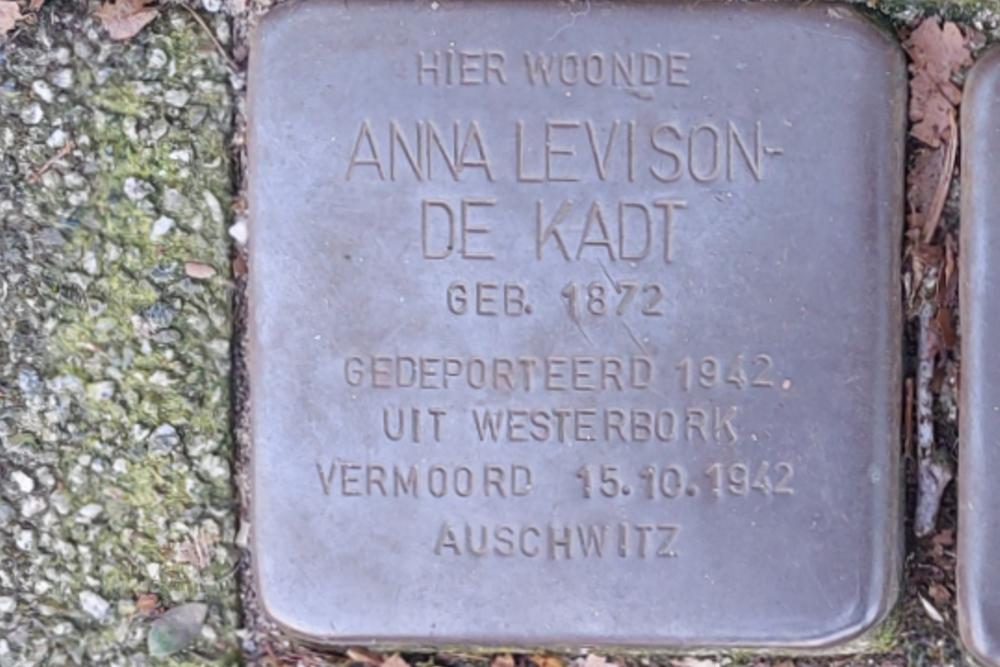 HIER WOONDE
ANNA LEVISON-
DE KADT
GEB. 1872
GEDEPORTEERD 1942
UIT WESTERBORK
VERMOORD 15.10.1942
AUSCHWITZ